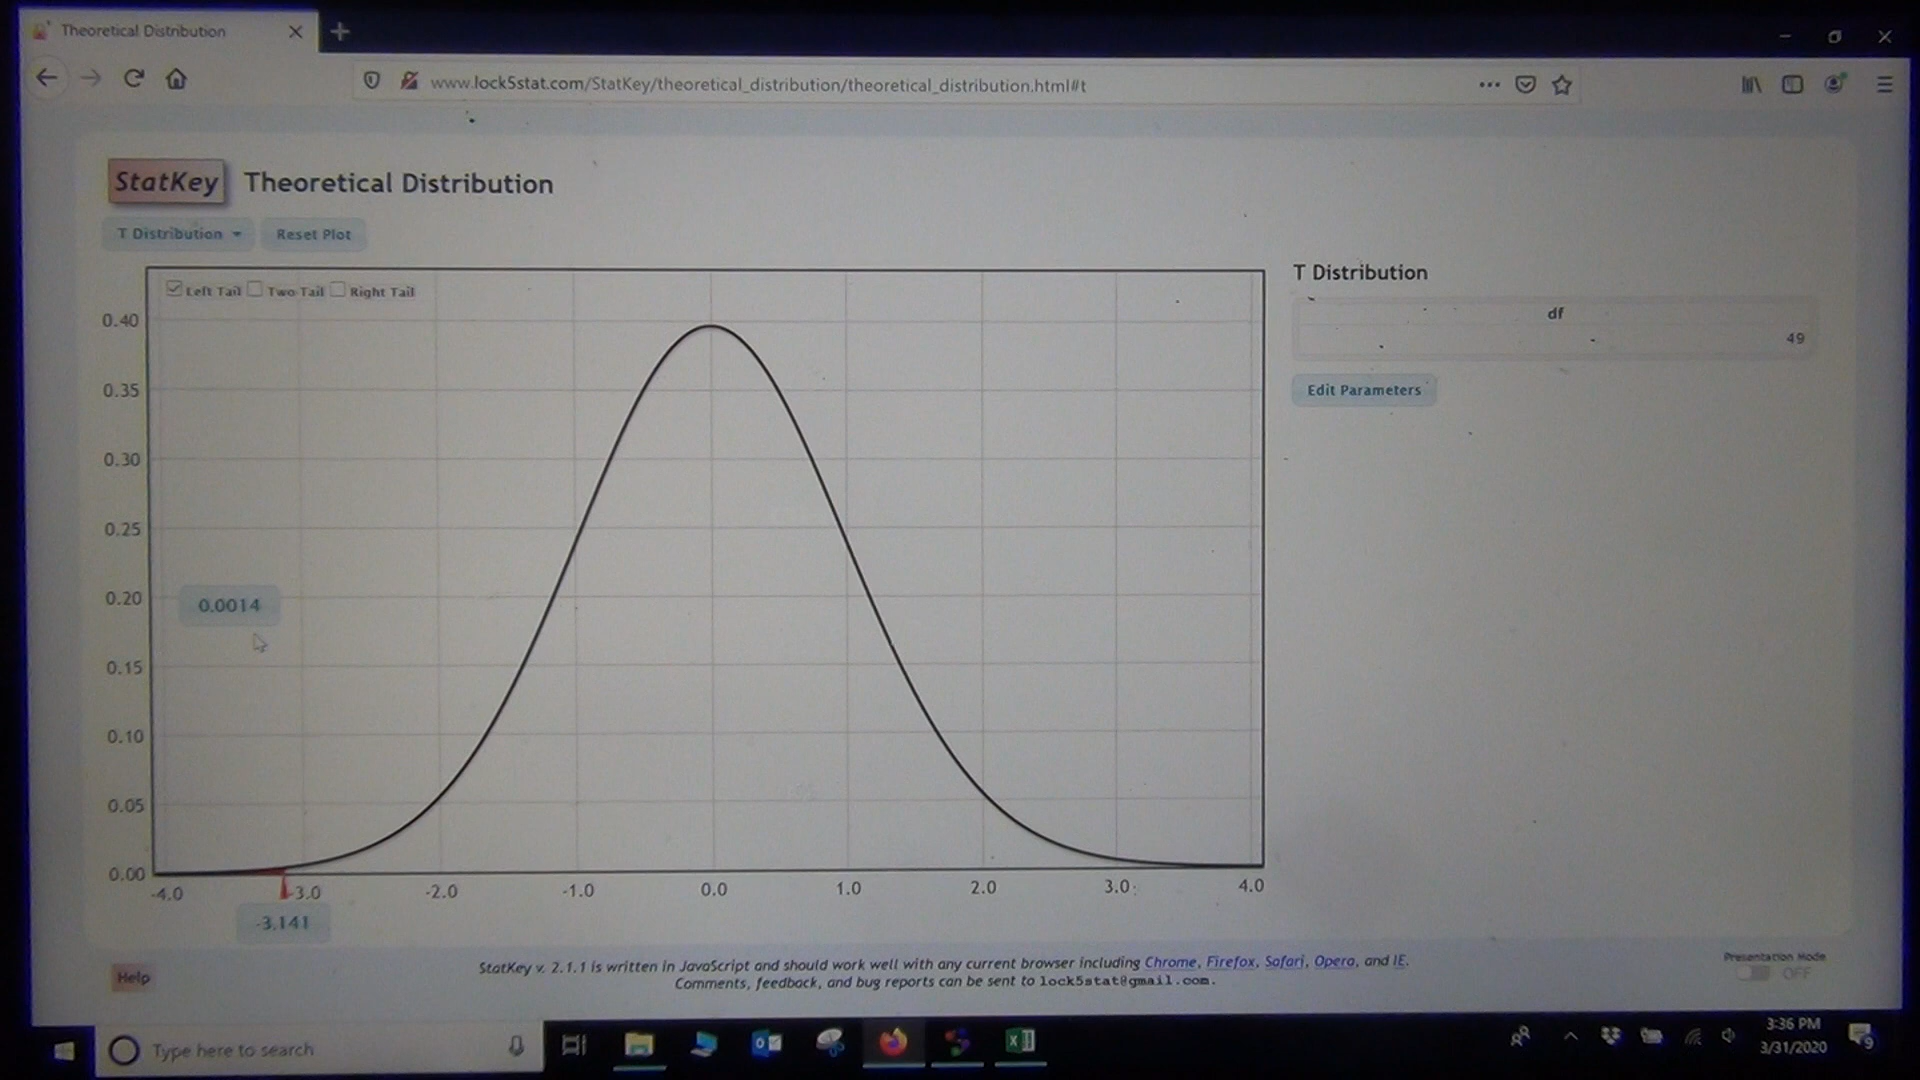 Theoretical Distribution
www.lock5stat.com/StatKey/theoretical_distribution/theoretical_distribution.html#t
StatKey Theoretical Distribution
T Distribution
Reset Plot
Left Tail Two Tail Right Tail
T Distribution
df
49
Edit Parameters
0.40
0.35
0.30
0.25
0.20
0.15
0.10
0.05
0.00
0.0014
-4.0 -3.0 -2.0 -1.0 0.0 1.0 2.0 3.0 4.0
-3.141
Help
StatKey v. 2.1.1 is written in JavaScript and should work well with any current browser including Chrome, Firefox, Safari, Opera, and IE.
Comments, feedback, and bug reports can be sent to lock5stat@gmail.com.
Presentation Mode
OFF
Type here to search
3:36 PM
3/31/2020
9